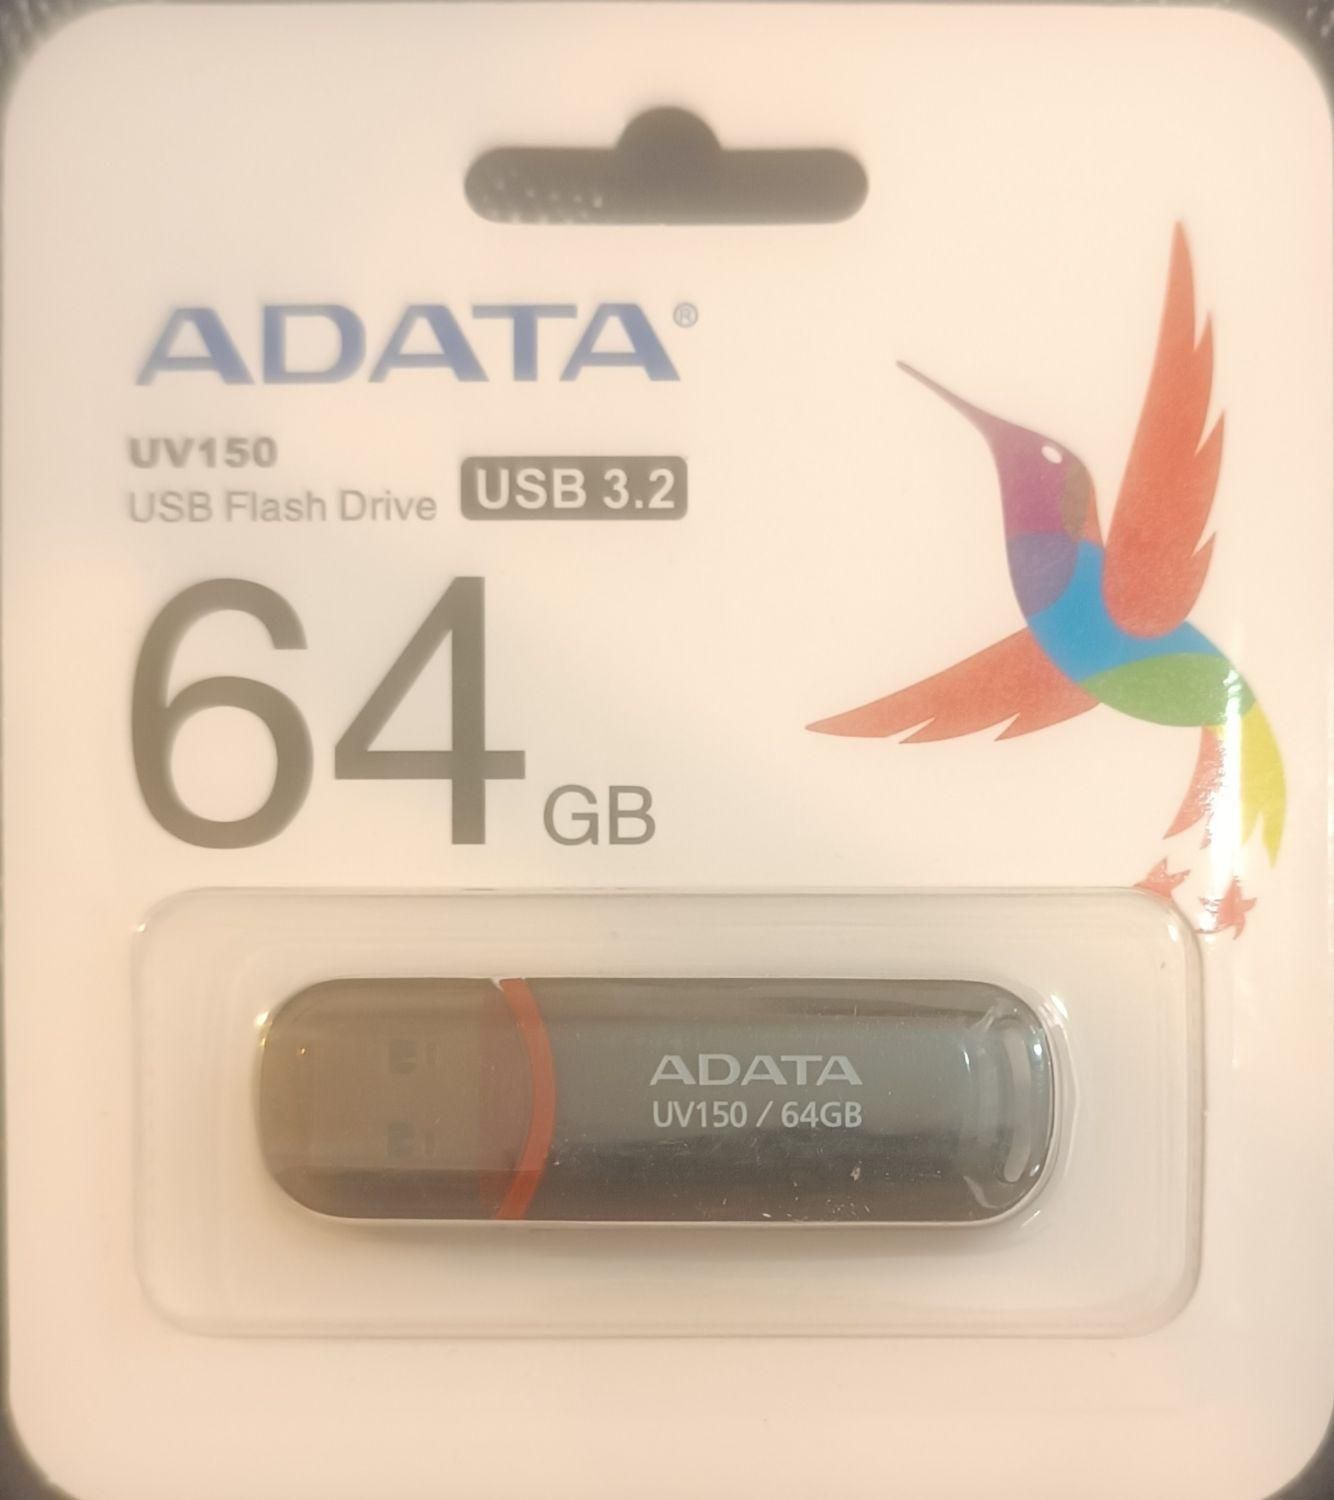 ADATA®
UV150
USB Flash Drive USB 3.2
64 GB
ADATA
UV150 / 64GB